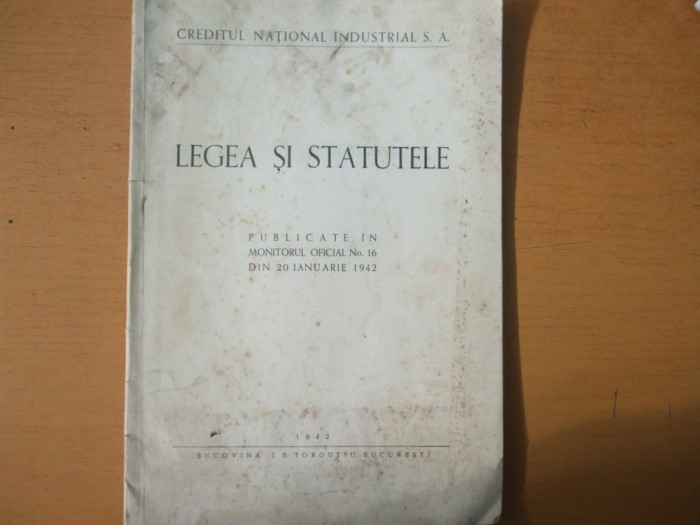 CREDITUL NAȚIONAL INDUSTRIAL S. A.
LEGEA ȘI STATUTELE
PUBLICATE ÎN
MONITORUL OFICIAL No. 16
DIN 20 IANUARIE 1942
1942
BUCOVINA I. E. TOROUȚIU BUCUREȘTI